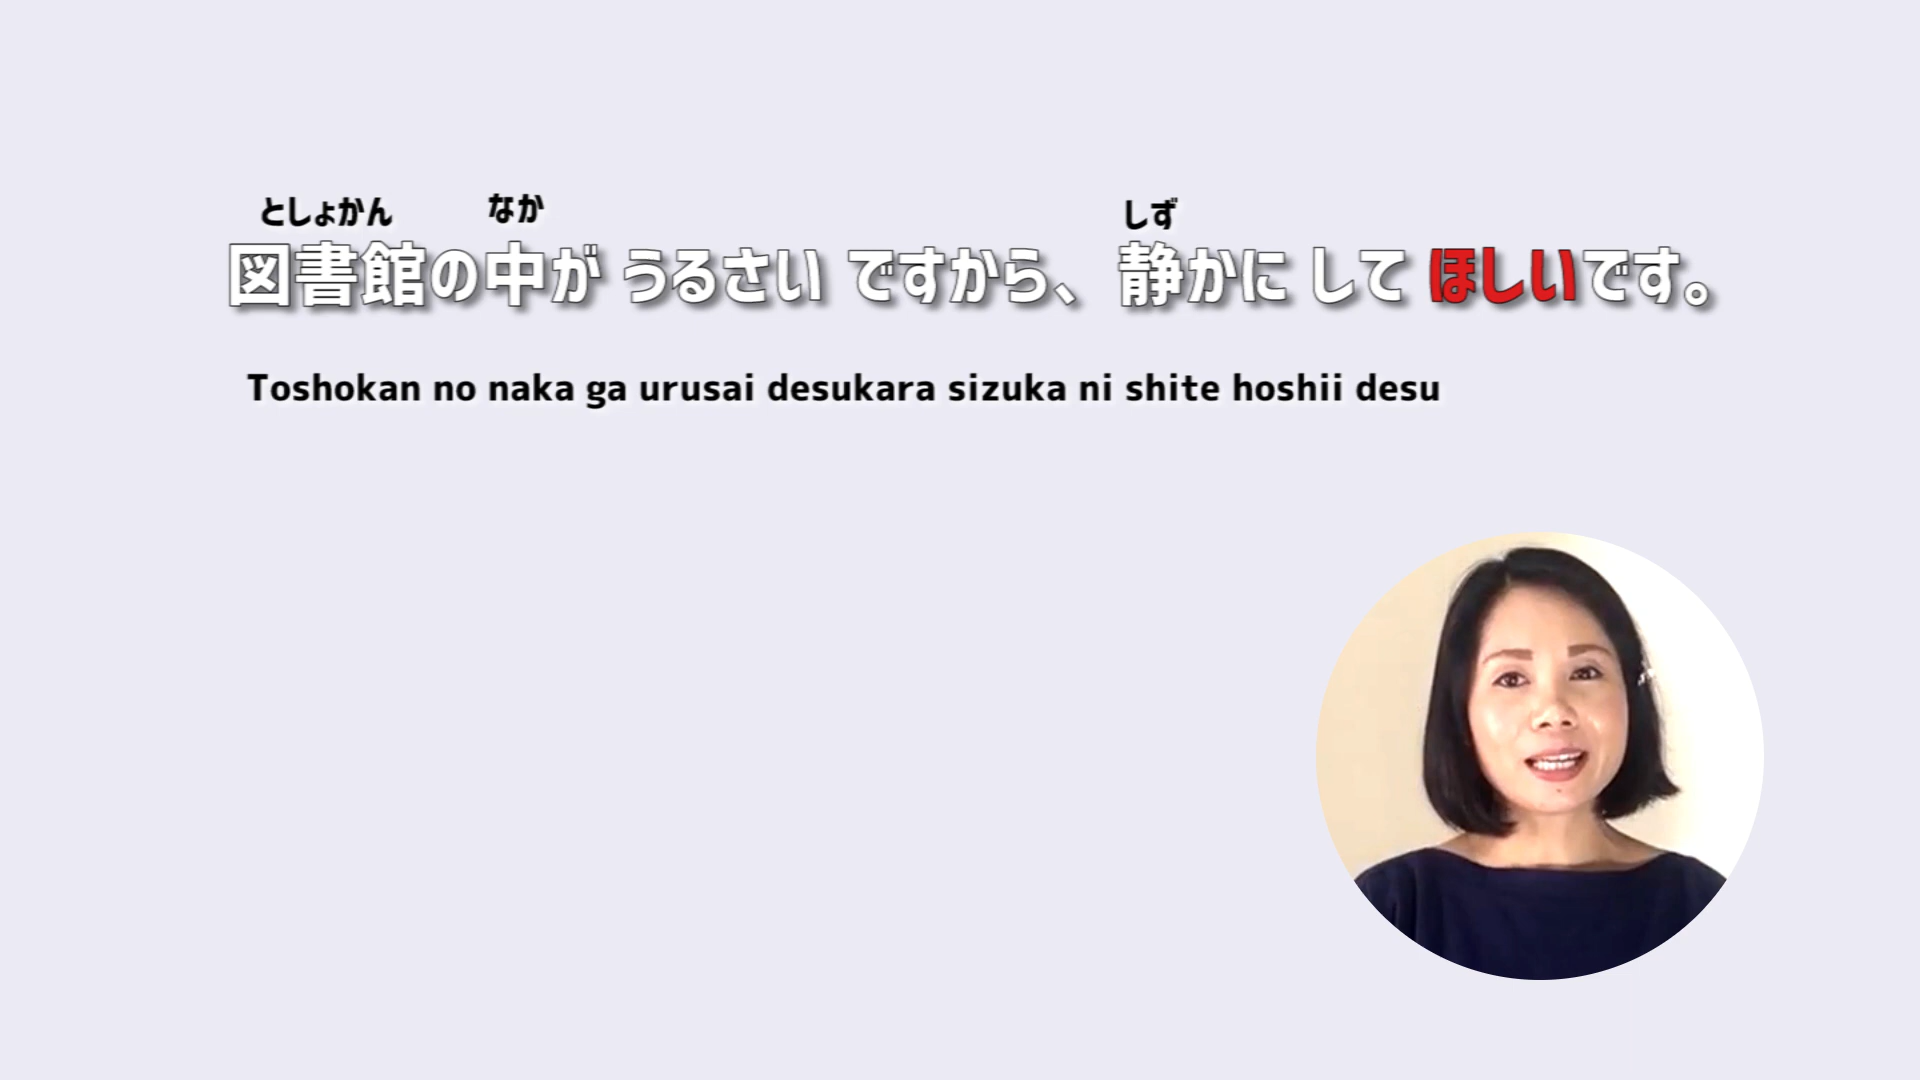 としょかん なか しず
図書館の中が うるさい ですから、 静かに して ほしいです。
Toshokan no naka ga urusai desukara sizuka ni shite hoshii desu